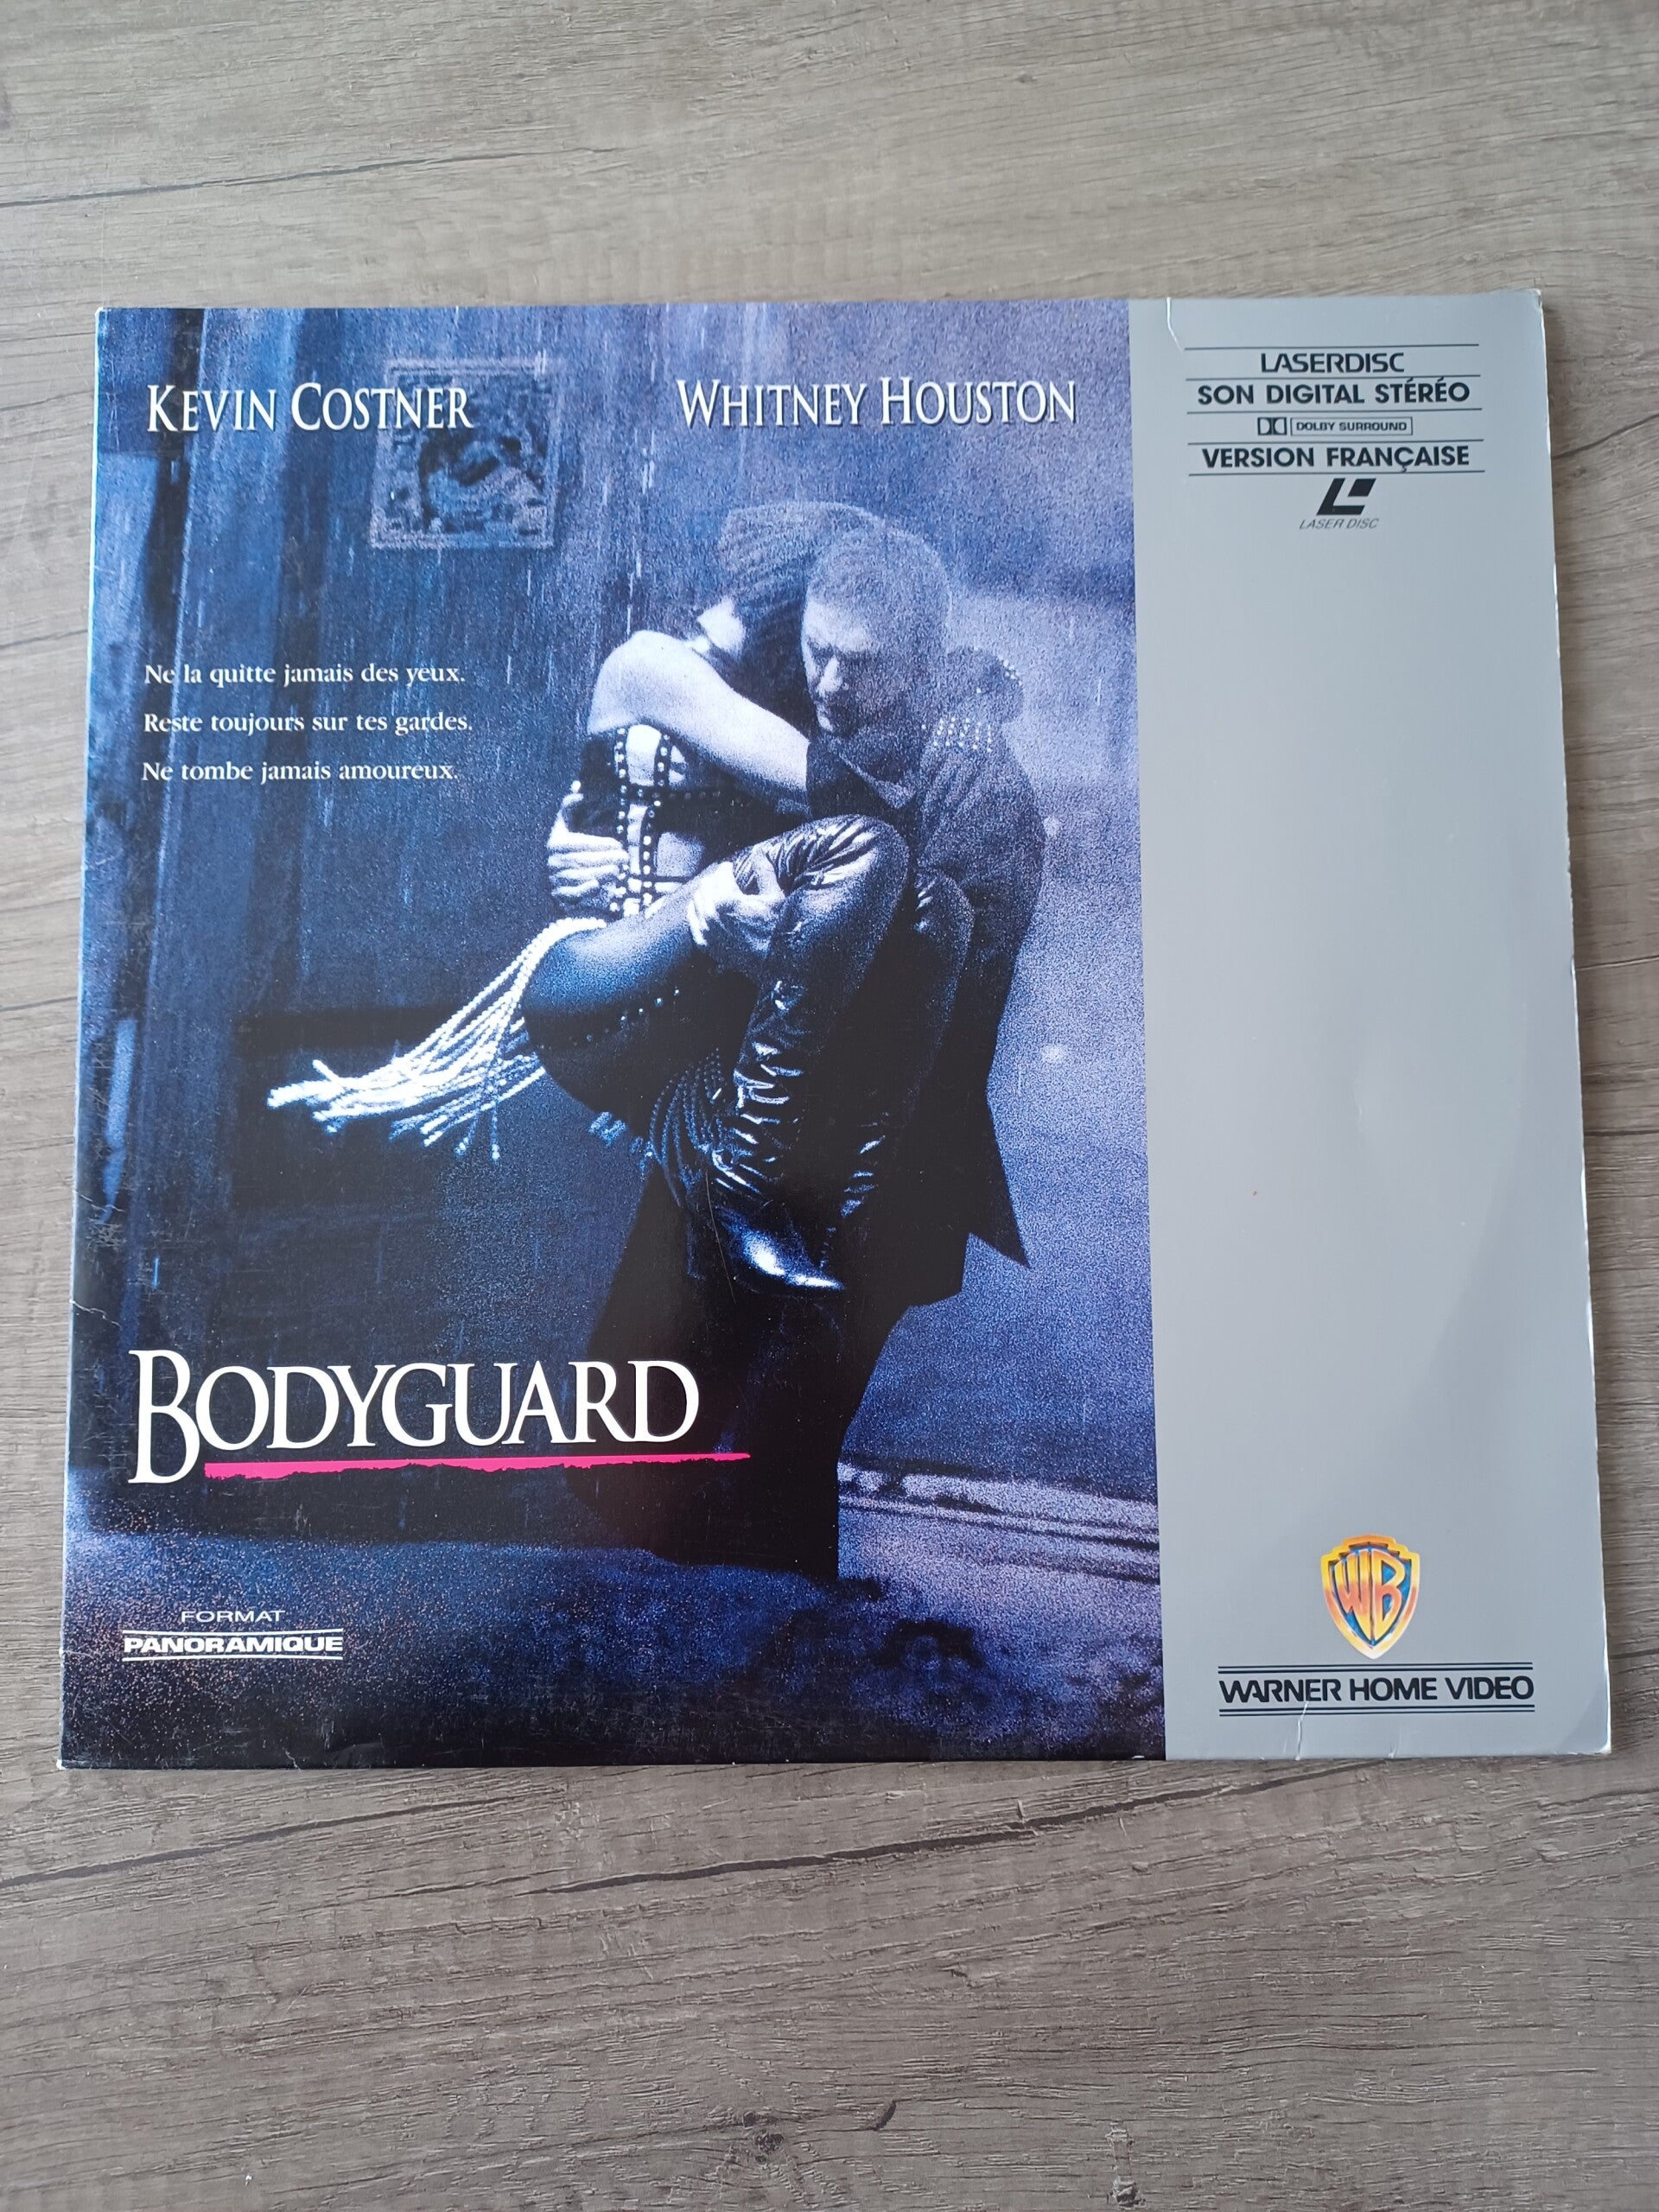 KEVIN COSTNER
WHITNEY HOUSTON
Ne la quitte jamais des yeux.
Reste toujours sur tes gardes.
Ne tombe jamais amoureux.
BODYGUARD
FORMAT
PANORAMIQUE
LASERDISC
SON DIGITAL STÉRÉO
DOLBY SURROUND
VERSION FRANÇAISE
LASER DISC
WB
WARNER HOME VIDEO